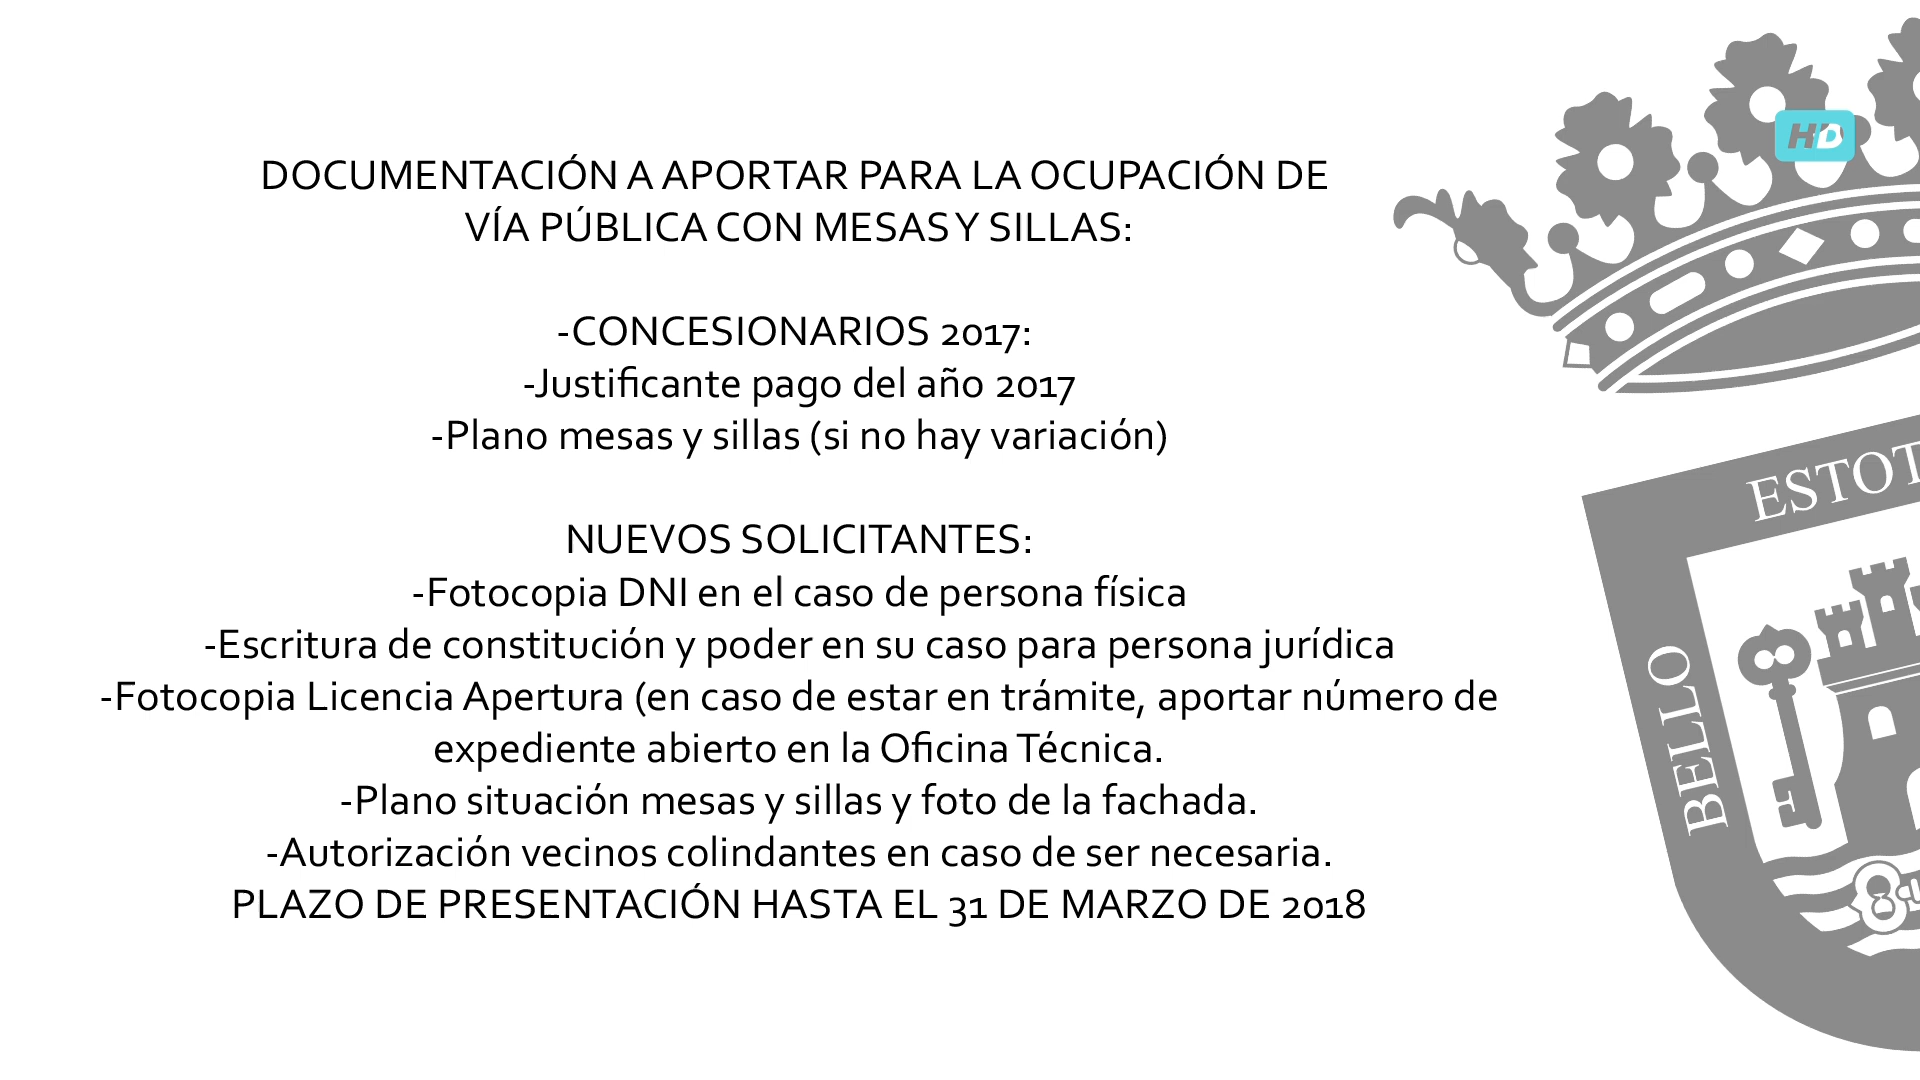 DOCUMENTACIÓN A APORTAR PARA LA OCUPACIÓN DE
VÍA PÚBLICA CON MESAS Y SILLAS:
-CONCESIONARIOS 2017:
-Justificante pago del año 2017
-Plano mesas y sillas (si no hay variación)
NUEVOS SOLICITANTES:
-Fotocopia DNI en el caso de persona física
-Escritura de constitución y poder en su caso para persona jurídica
-Fotocopia Licencia Apertura (en caso de estar en trámite, aportar número de
expediente abierto en la Oficina Técnica.
-Plano situación mesas y sillas y foto de la fachada.
-Autorización vecinos colindantes en caso de ser necesaria.
PLAZO DE PRESENTACIÓN HASTA EL 31 DE MARZO DE 2018
HD
ESTOT
BELLO